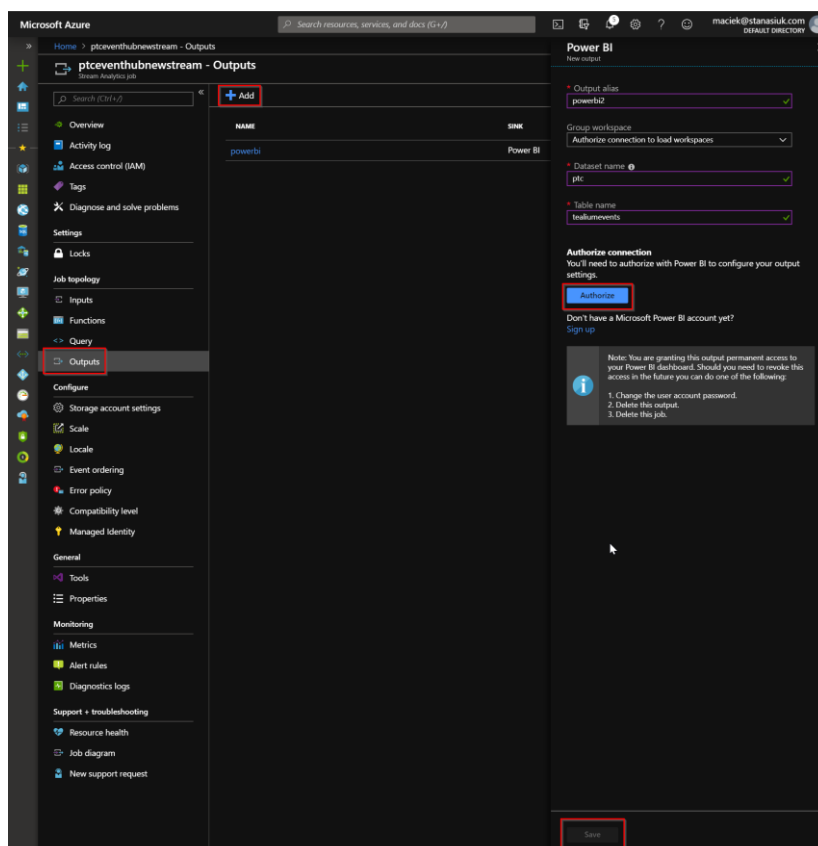 Microsoft Azure
Search resources, services, and docs (G+/)
maciek@stanasiuk.com
DEFAULT DIRECTORY
Home > ptceventhubnewstream - Outputs
ptceventhubnewstream - Outputs
Stream Analytics job
Search (Ctrl+/)
Overview
Activity log
Access control (IAM)
Tags
Diagnose and solve problems
Settings
Locks
Job topology
Inputs
Functions
Query
Outputs
Configure
Storage account settings
Scale
Locale
Event ordering
Error policy
Compatibility level
Managed Identity
General
Tools
Properties
Monitoring
Metrics
Alert rules
Diagnostics logs
Support + troubleshooting
Resource health
Job diagram
New support request
Add
NAME
SINK
powerbi
Power BI
Power BI
New output
* Output alias
powerbi2
Group workspace
Authorize connection to load workspaces
* Dataset name
ptc
* Table name
tealiumevents
Authorize connection
You'll need to authorize with Power BI to configure your output
settings.
Authorize
Don't have a Microsoft Power BI account yet?
Sign up
Note: You are granting this output permanent access to
your Power BI dashboard. Should you need to revoke this
access in the future you can do one of the following:
1. Change the user account password.
2. Delete this output.
3. Delete this job.
Save